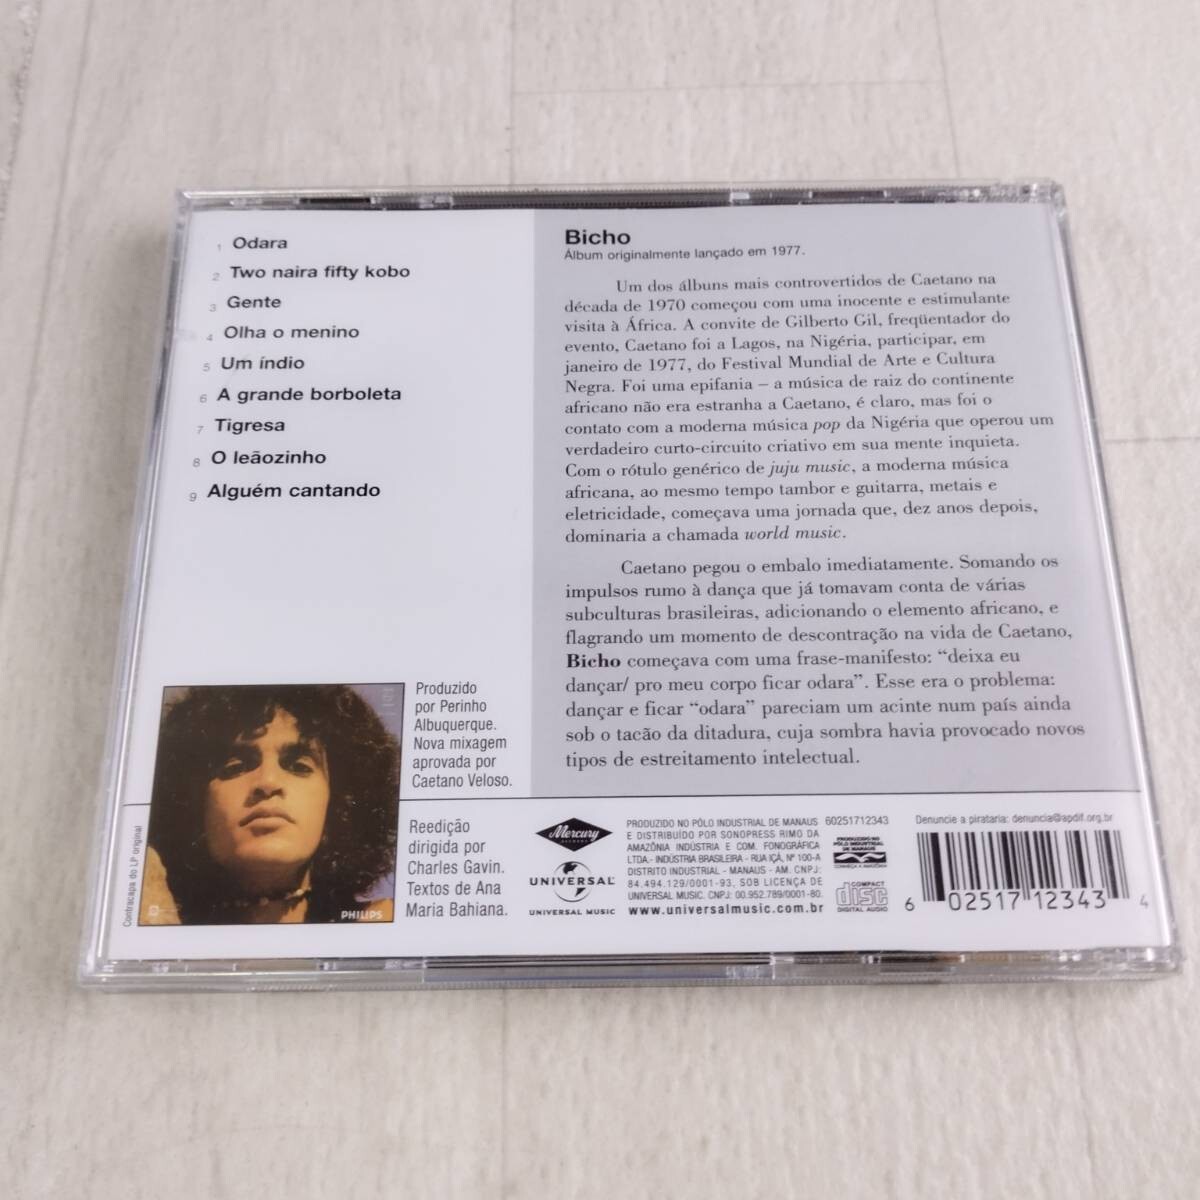 1 Odara
2 Two naira fifty kobo
3 Gente
4 Olha o menino
5 Um índio
6 A grande borboleta
7 Tigresa
8 O leãozinho
9 Alguém cantando
Bicho
Álbum originalmente lançado em 1977.
Um dos álbuns mais controvertidos de Caetano na
década de 1970 começou com uma inocente e estimulante
visita à África. A convite de Gilberto Gil, freqüentador do
evento, Caetano foi a Lagos, na Nigéria, participar, em
janeiro de 1977, do Festival Mundial de Arte e Cultura
Negra. Foi uma epifania – a música de raiz do continente
africano não era estranha a Caetano, é claro, mas foi o
contato com a moderna música pop da Nigéria que operou um
verdadeiro curto-circuito criativo em sua mente inquieta.
Com o rótulo genérico de juju music, a moderna música
africana, ao mesmo tempo tambor e guitarra, metais e
eletricidade, começava uma jornada que, dez anos depois,
dominaria a chamada world music.
Caetano pegou o embalo imediatamente. Somando os
impulsos rumo à dança que já tomavam conta de várias
subculturas brasileiras, adicionando o elemento africano, e
flagrando um momento de descontração na vida de Caetano,
Bicho começava com uma frase-manifesto: “deixa eu
dançar/ pro meu corpo ficar odara”. Esse era o problema:
dançar e ficar “odara” pareciam um acinte num país ainda
sob o tacão da ditadura, cuja sombra havia provocado novos
tipos de estreitamento intelectual.
Produzido
por Perinho
Albuquerque.
Nova mixagem
aprovada por
Caetano Veloso.
Contracapa do LP original
PHILIPS
Reedição
dirigida por
Charles Gavin.
Textos de Ana
Maria Bahiana.
Mercury
RECORDS
UNIVERSAL
UNIVERSAL MUSIC
PRODUZIDO NO PÓLO INDUSTRIAL DE MANAUS
E DISTRIBUÍDO POR SONOPRESS RIMO DA
AMAZÔNIA INDÚSTRIA E COM. FONOGRÁFICA
LTDA.- INDÚSTRIA BRASILEIRA - RUA IÇÁ, Nº 100-A
DISTRITO INDUSTRIAL - MANAUS - AM. CNPJ:
84.494.129/0001-93, SOB LICENÇA DE
UNIVERSAL MUSIC. CNPJ: 00.952.789/0001-80.
www.universalmusic.com.br
60251712343
PRODUZIDO NO
PÓLO INDUSTRIAL
DE MANAUS
CONHEÇA A AMAZÔNIA
COMPACT
disc
DIGITAL AUDIO
Denuncie a pirataria: denuncia@apdif.org.br
6 02517 12343 4